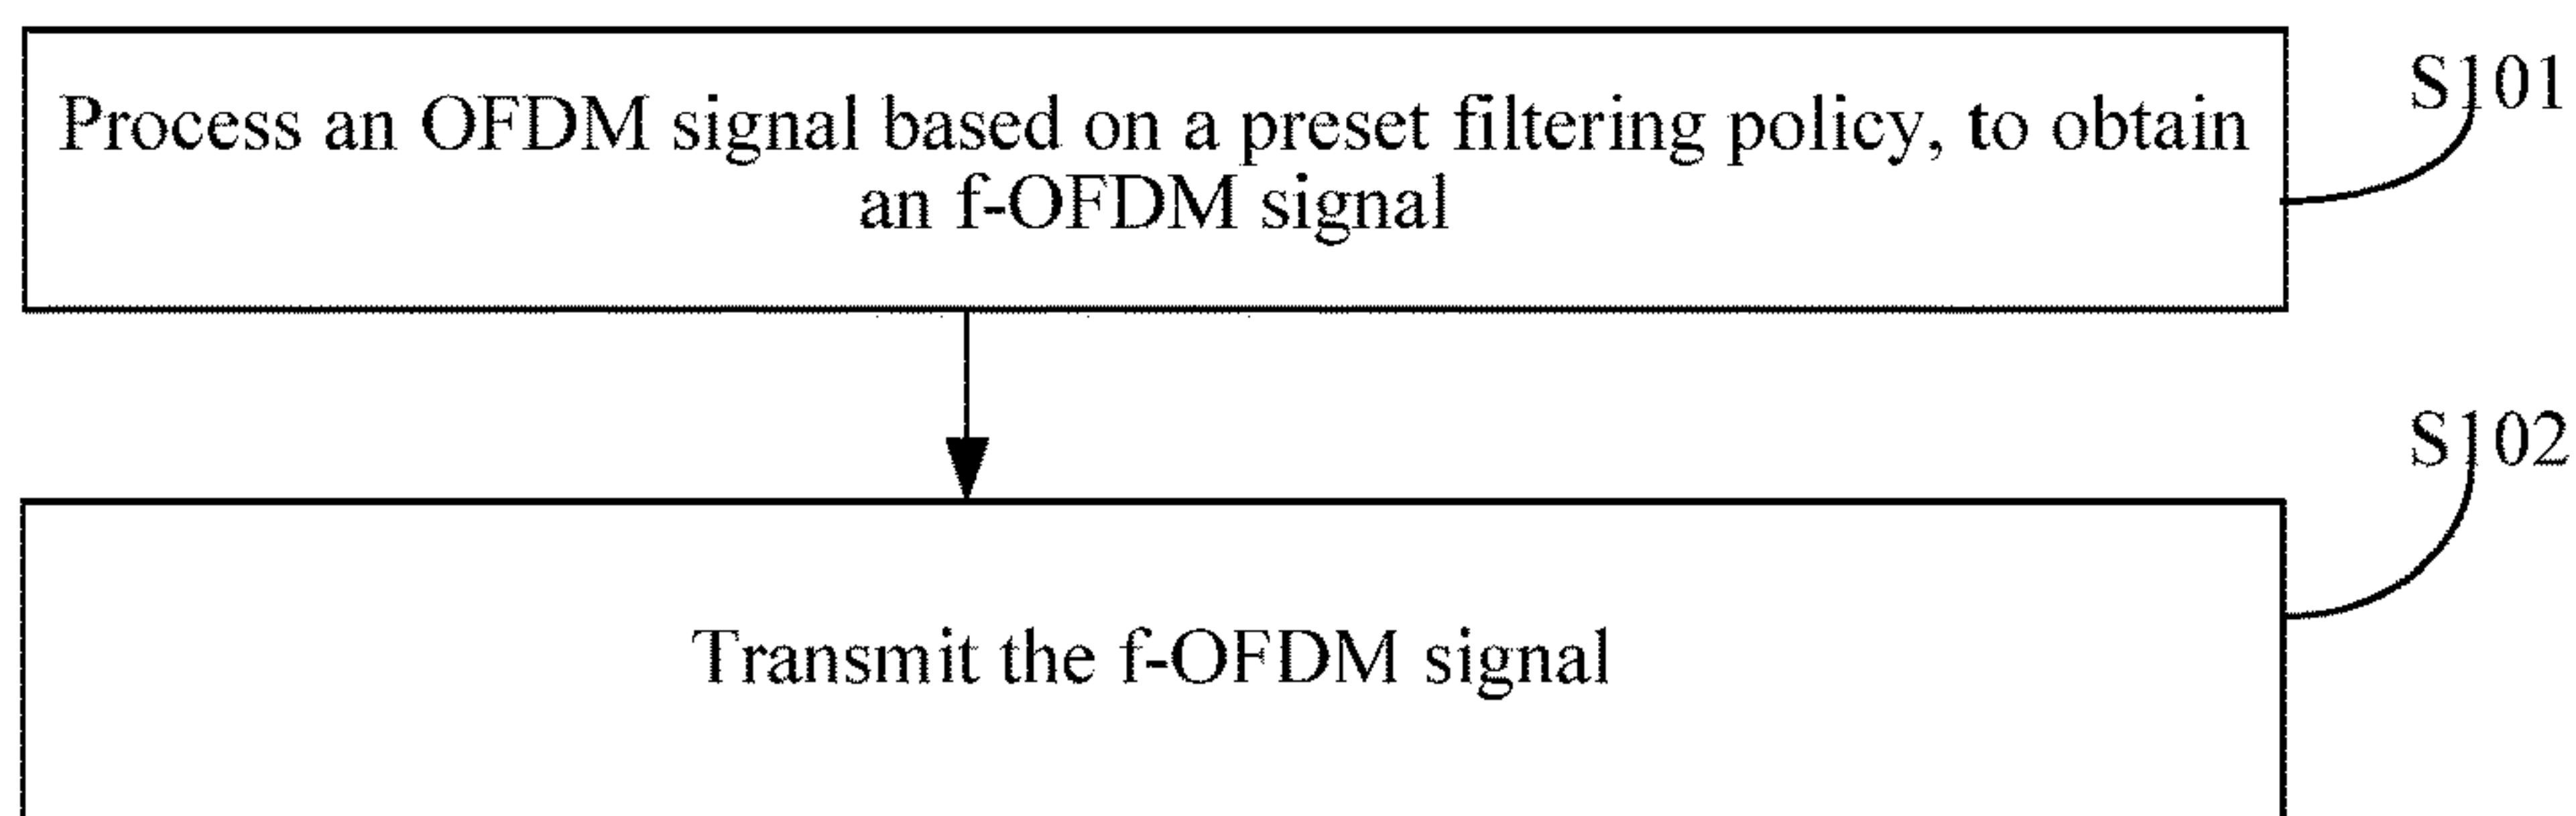 S101
Process an OFDM signal based on a preset filtering policy, to obtain
an f-OFDM signal
S102
Transmit the f-OFDM signal